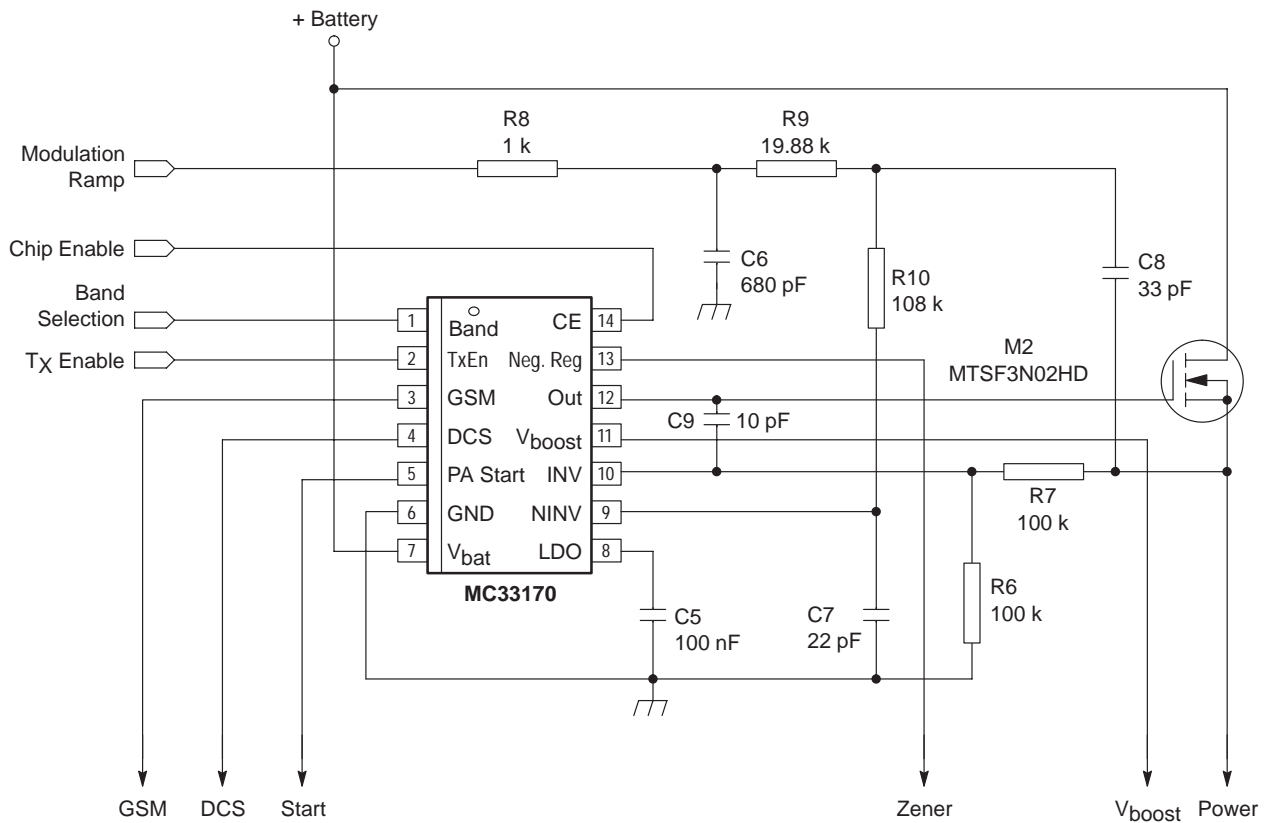 + Battery
R8
1 k
R9
19.88 k
Modulation
Ramp
Chip Enable
Band
Selection
TX Enable
C6
680 pF
R10
108 k
C8
33 pF
M2
MTSF3N02HD
1
Band
CE
14
2
TxEn
Neg. Reg
13
3
GSM
Out
12
4
DCS
Vboost
11
5
PA Start
INV
10
6
GND
NINV
9
7
Vbat
LDO
8
MC33170
C9
10 pF
R7
100 k
R6
100 k
C5
100 nF
C7
22 pF
GSM
DCS
Start
Zener
Vboost
Power